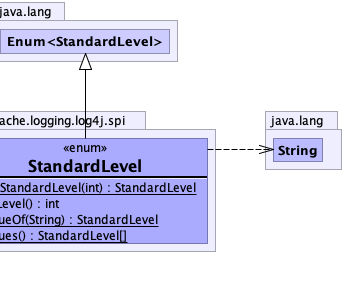 java.lang
Enum<StandardLevel>
ache.logging.log4j.spi
java.lang
«enum»
StandardLevel
String
StandardLevel(int) : StandardLevel
Level() : int
ueOf(String) : StandardLevel
ues() : StandardLevel[]